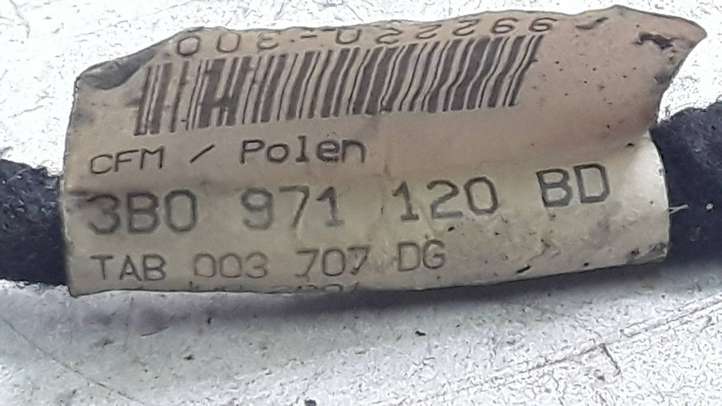 CFM / Polen
3B0 971 120 BD
TAB 003 707 DG